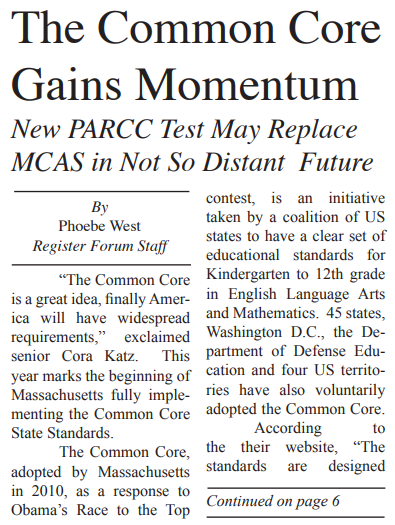 The Common Core
Gains Momentum
New PARCC Test May Replace
MCAS in Not So Distant Future
By
Phoebe West
Register Forum Staff
“The Common Core
is a great idea, finally Amer-
ica will have widespread
requirements,” exclaimed
senior Cora Katz. This
year marks the beginning of
Massachusetts fully imple-
menting the Common Core
State Standards.
The Common Core,
adopted by Massachusetts
in 2010, as a response to
Obama’s Race to the Top
contest, is an initiative
taken by a coalition of US
states to have a clear set of
educational standards for
Kindergarten to 12th grade
in English Language Arts
and Mathematics. 45 states,
Washington D.C., the De-
partment of Defense Edu-
cation and four US territo-
ries have also voluntarily
adopted the Common Core.
According to
the their website, “The
standards are designed
Continued on page 6